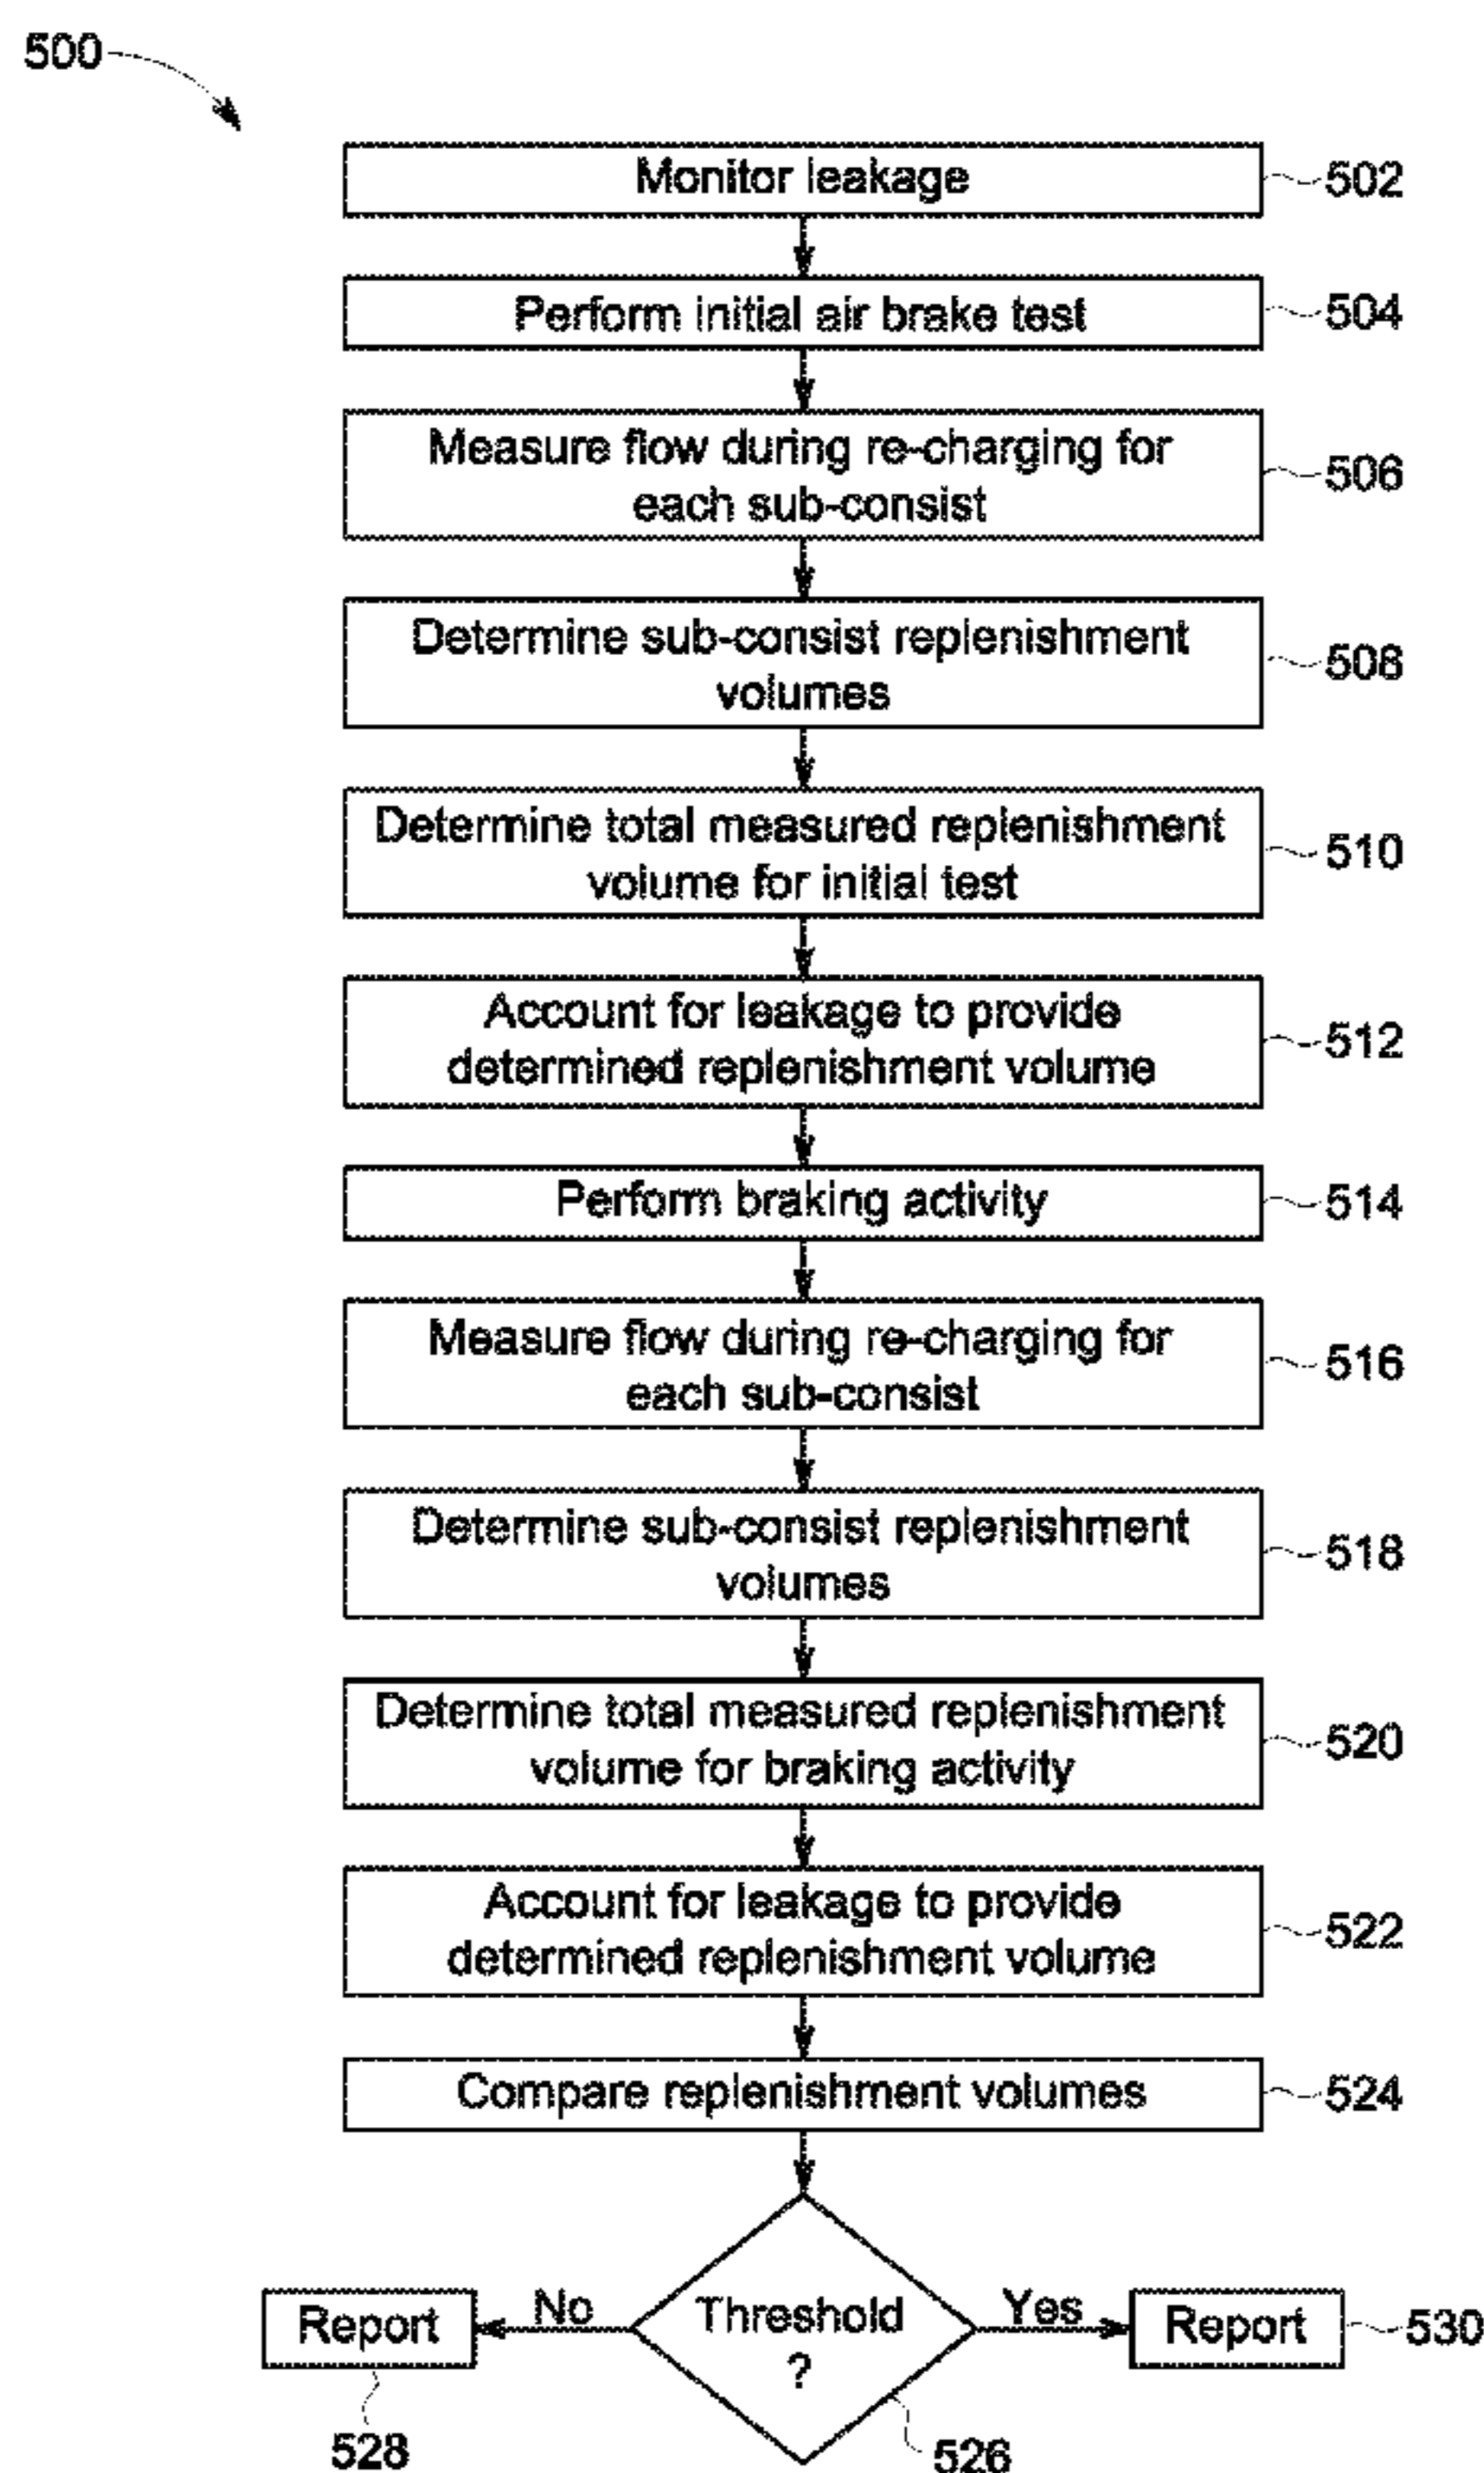 500
Monitor leakage
502
Perform initial air brake test
504
Measure flow during re-charging for
each sub-consist
506
Determine sub-consist replenishment
volumes
508
Determine total measured replenishment
volume for initial test
510
Account for leakage to provide
determined replenishment volume
512
Perform braking activity
514
Measure flow during re-charging for
each sub-consist
516
Determine sub-consist replenishment
volumes
518
Determine total measured replenishment
volume for braking activity
520
Account for leakage to provide
determined replenishment volume
522
Compare replenishment volumes
524
Report
No
Threshold
?
Yes
Report
530
528
526